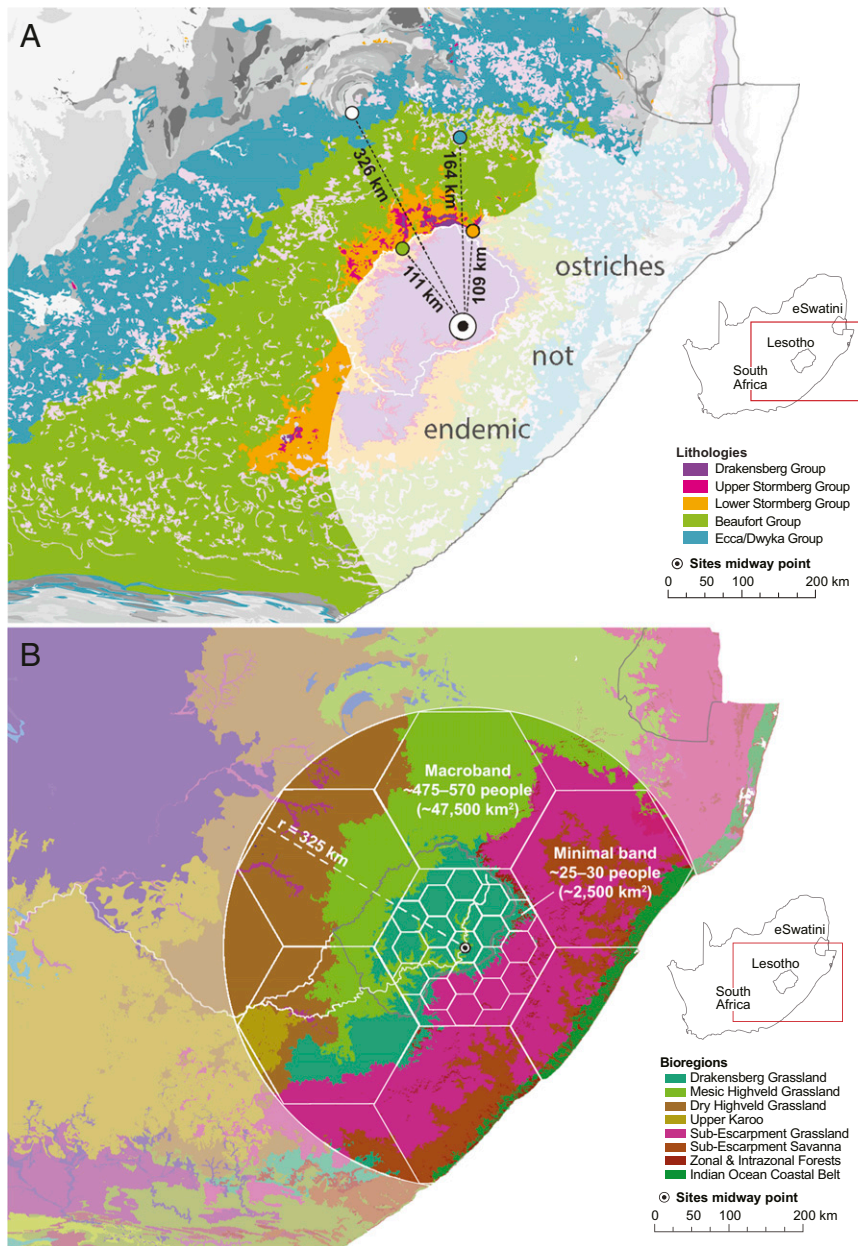 A
326 km
164 km
111 km
109 km
ostriches
not
endemic
eSwatini
Lesotho
South
Africa
Lithologies
Drakensberg Group
Upper Stormberg Group
Lower Stormberg Group
Beaufort Group
Ecca/Dwyka Group
Sites midway point
0 50 100 200 km
B
Macroband
~475–570 people
(~47,500 km²)
r = 325 km
Minimal band
~25–30 people
(~2,500 km²)
eSwatini
Lesotho
South
Africa
Bioregions
Drakensberg Grassland
Mesic Highveld Grassland
Dry Highveld Grassland
Upper Karoo
Sub-Escarpment Grassland
Sub-Escarpment Savanna
Zonal & Intrazonal Forests
Indian Ocean Coastal Belt
Sites midway point
0 50 100 200 km